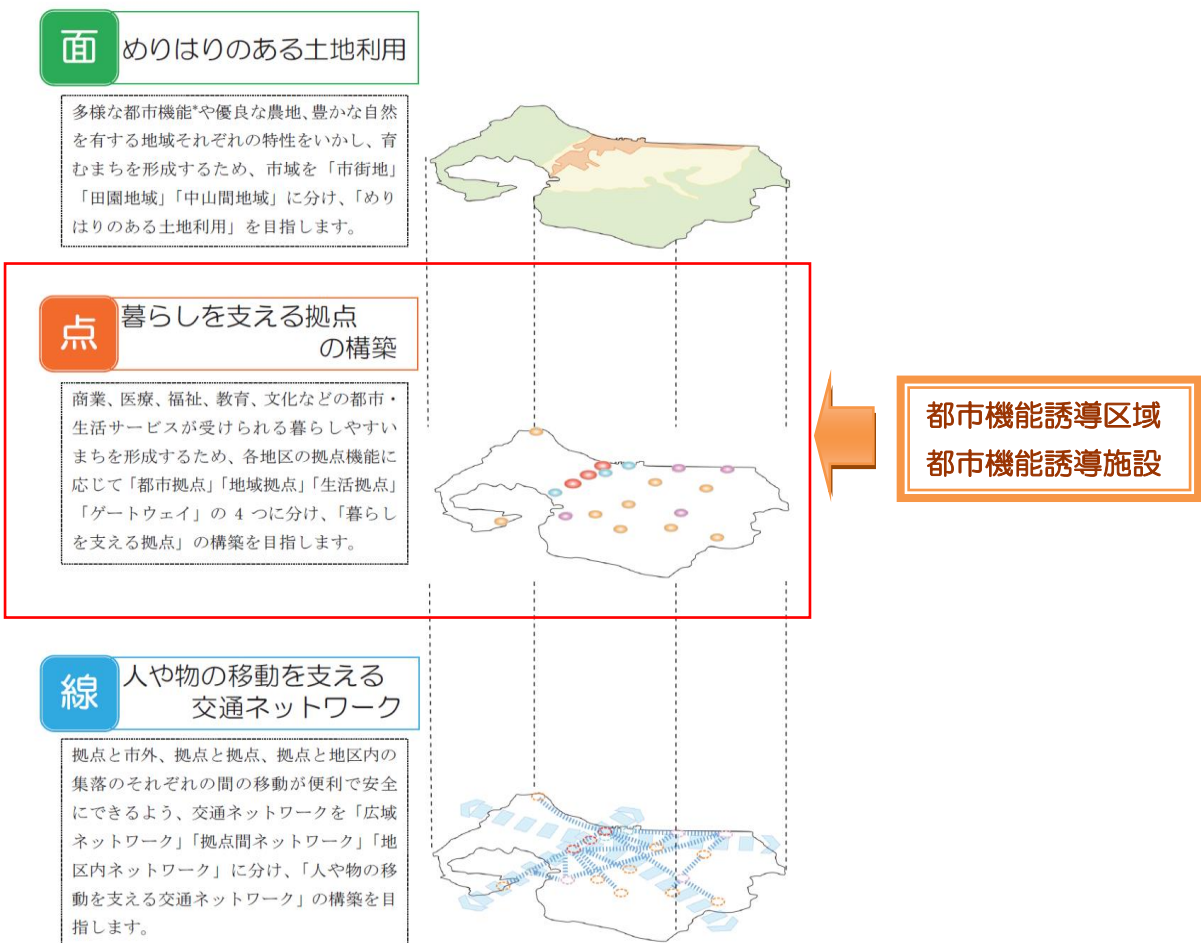 面
めりはりのある土地利用
多様な都市機能*や優良な農地、豊かな自然
を有する地域それぞれの特性をいかし、育
むまちを形成するため、市域を「市街地」
「田園地域」「中山間地域」に分け、「めり
はりのある土地利用」を目指します。
点
暮らしを支える拠点
の構築
商業、医療、福祉、教育、文化などの都市・
生活サービスが受けられる暮らしやすい
まちを形成するため、各地区の拠点機能に
応じて「都市拠点」「地域拠点」「生活拠点」
「ゲートウェイ」の 4 つに分け、「暮らし
を支える拠点」の構築を目指します。
都市機能誘導区域
都市機能誘導施設
線
人や物の移動を支える
交通ネットワーク
拠点と市外、拠点と拠点、拠点と地区内の
集落のそれぞれの間の移動が便利で安全
にできるよう、交通ネットワークを「広域
ネットワーク」「拠点間ネットワーク」「地
区内ネットワーク」に分け、「人や物の移
動を支える交通ネットワーク」の構築を目
指します。